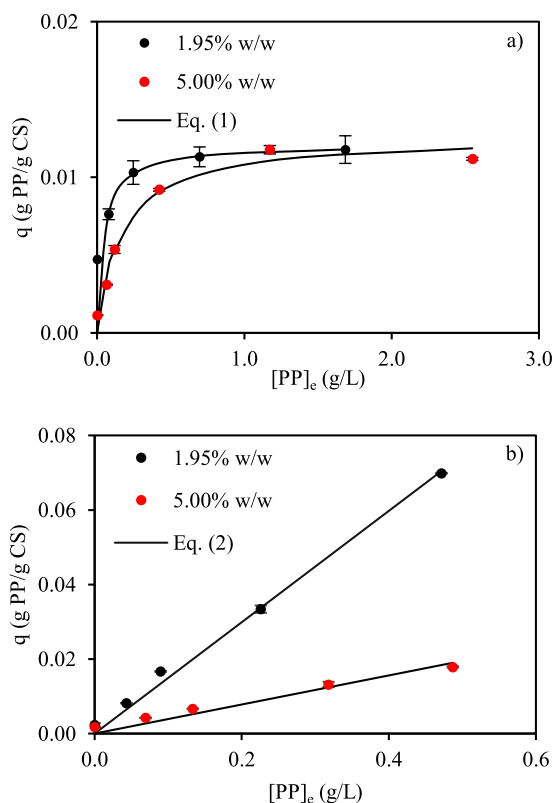 0.02
a)
1.95% w/w
5.00% w/w
Eq. (1)
q (g PP/g CS)
0.01
0.00
0.0 1.0 2.0 3.0
[PP]e (g/L)
0.08
b)
1.95% w/w
5.00% w/w
Eq. (2)
q (g PP/g CS)
0.06
0.04
0.02
0.00
0.0 0.2 0.4 0.6
[PP]e (g/L)